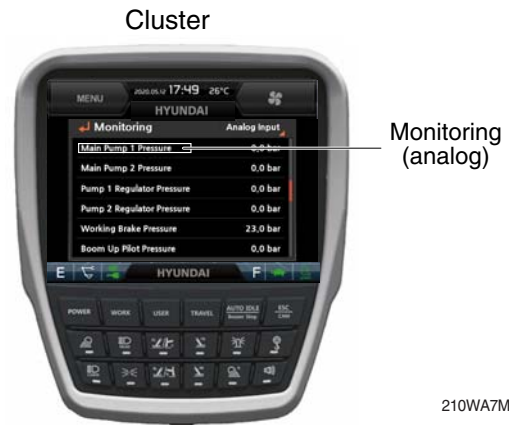 Cluster
MENU
2020.05.12 17:49 26°C
HYUNDAI
Monitoring Analog Input
Main Pump 1 Pressure 0,0 bar
Main Pump 2 Pressure 0,0 bar
Pump 1 Regulator Pressure 0,0 bar
Pump 2 Regulator Pressure 0,0 bar
Working Brake Pressure 23,0 bar
Boom Up Pilot Pressure 0,0 bar
Monitoring
(analog)
E HYUNDAI F
POWER WORK USER TRAVEL AUTO IDLE ESC
CAM
210WA7M